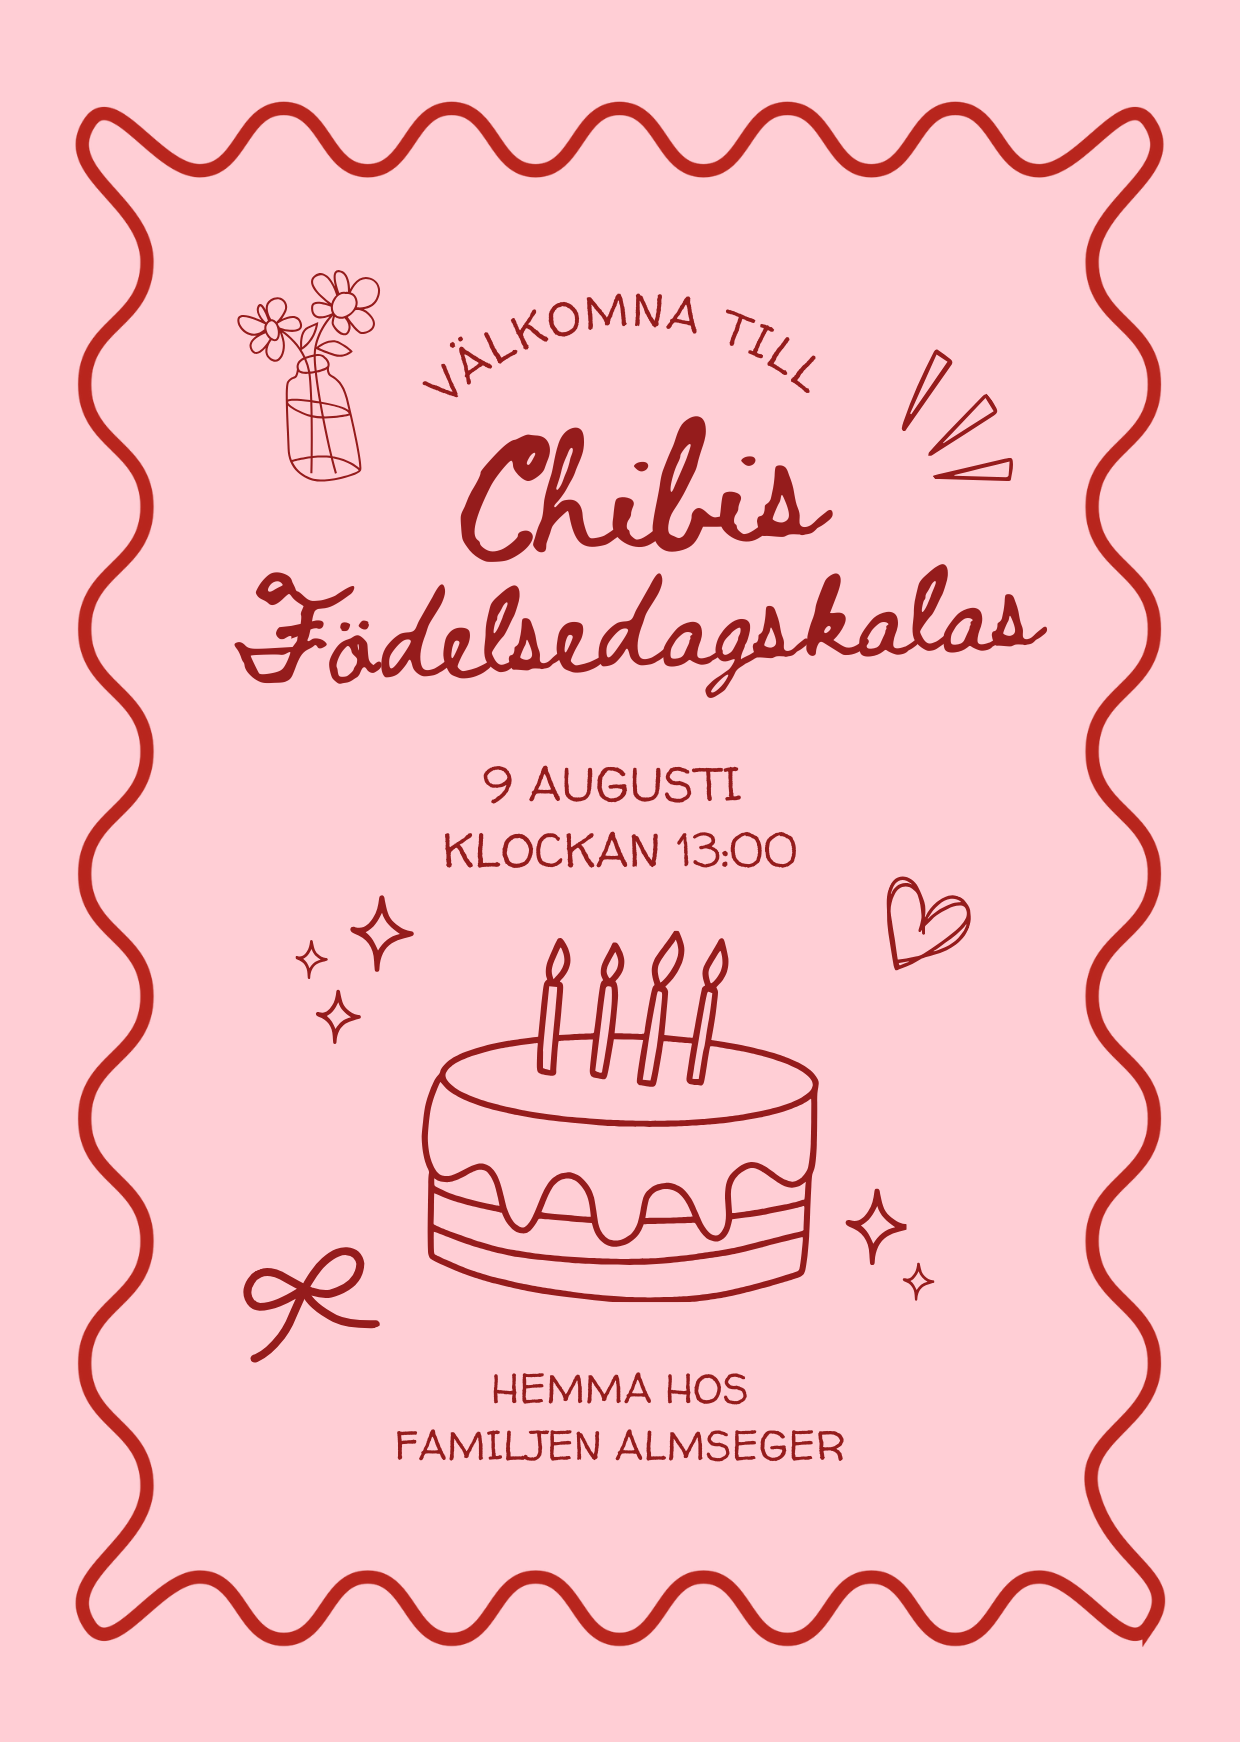 VÄLKOMNA TILL
Chibis
Födelsedagskalas
9 AUGUSTI
KLOCKAN 13:00
HEMMA HOS
FAMILJEN ALMSEGER